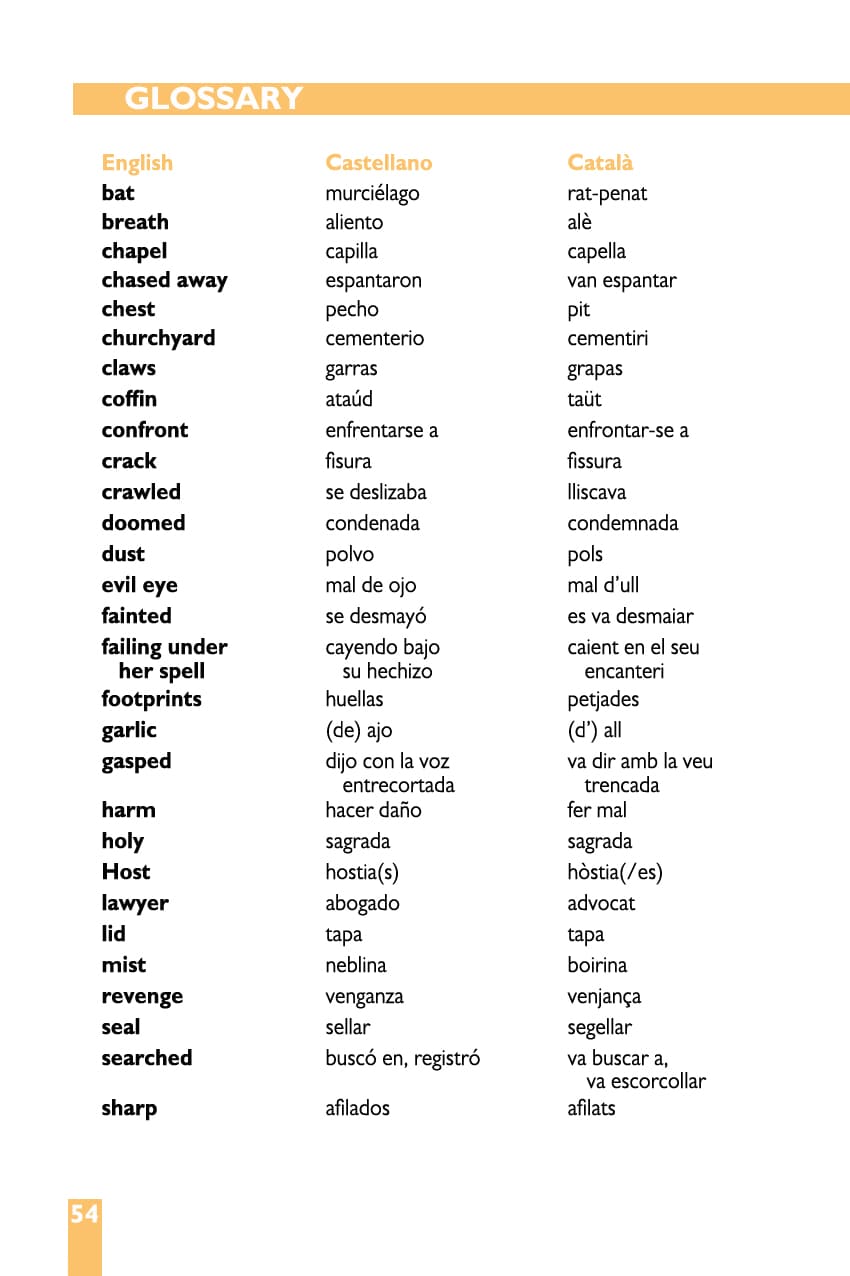 GLOSSARY
English Castellano Català
bat murciélago rat-penat
breath aliento alè
chapel capilla capella
chased away espantaron van espantar
chest pecho pit
churchyard cementerio cementiri
claws garras grapas
coffin ataúd taüt
confront enfrentarse a enfrontar-se a
crack fisura fissura
crawled se deslizaba lliscava
doomed condenada condemnada
dust polvo pols
evil eye mal de ojo mal d’ull
fainted se desmayó es va desmaiar
failing under cayendo bajo caient en el seu
her spell su hechizo encanteri
footprints huellas petjades
garlic (de) ajo (d’) all
gasped dijo con la voz va dir amb la veu
entrecortada trencada
harm hacer daño fer mal
holy sagrada sagrada
Host hostia(s) hòstia(/es)
lawyer abogado advocat
lid tapa tapa
mist neblina boirina
revenge venganza venjança
seal sellar segellar
searched buscó en, registró va buscar a,
va escorcollar
sharp afilados afilats
54